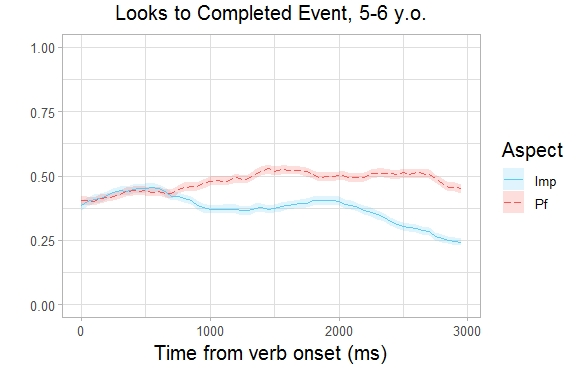 Looks to Completed Event, 5-6 y.o.
1.00
0.75
0.50
0.25
0.00
0
1000
2000
3000
Time from verb onset (ms)
Aspect
Imp
Pf